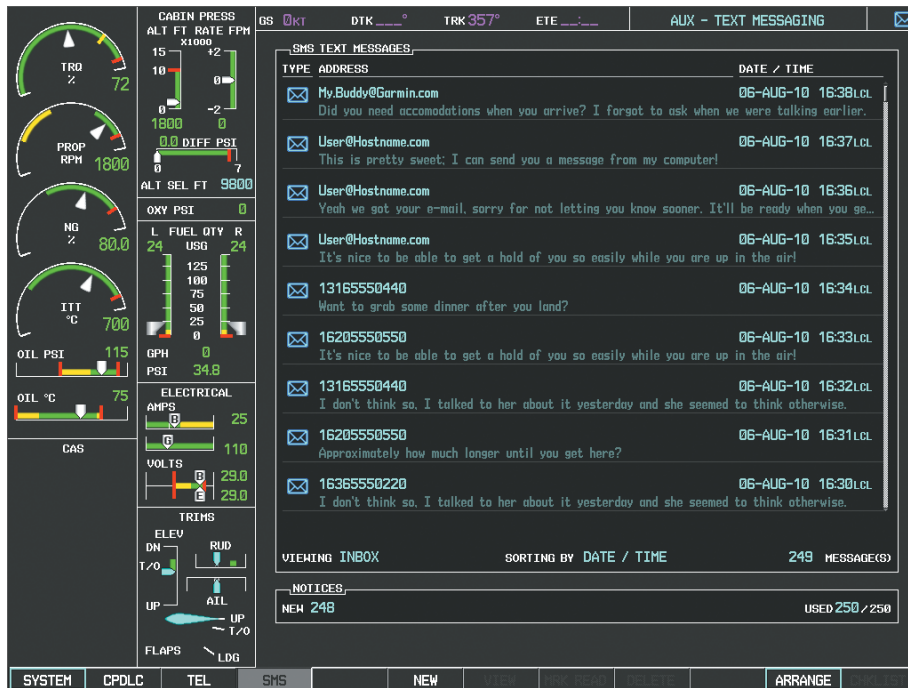 GS 0KT DTK ___° TRK 357° ETE __:__ AUX – TEXT MESSAGING
TRQ
%
72
PROP
RPM
1800
NG
%
80.0
ITT
°C
700
OIL PSI 115
OIL °C 75
CAS
CABIN PRESS
ALT FT RATE FPM
X1000
15 +2
10 0
0 -2
1800 0
0.0 DIFF PSI
0 7
ALT SEL FT 9800
OXY PSI 0
L FUEL QTY R
24 USG 24
125
100
75
50
25
0
GPH 0
PSI 34.8
ELECTRICAL
AMPS
B 25
G 110
VOLTS
B 29.0
E 29.0
TRIMS
ELEV
DN RUD
T/O
AIL
UP
UP
T/O
FLAPS LDG
SMS TEXT MESSAGES
TYPE ADDRESS DATE / TIME
My.Buddy@Garmin.com 06-AUG-10 16:38LCL
Did you need accomodations when you arrive? I forgot to ask when we were talking earlier.
User@Hostname.com 06-AUG-10 16:37LCL
This is pretty sweet; I can send you a message from my computer!
User@Hostname.com 06-AUG-10 16:36LCL
Yeah we got your e-mail, sorry for not letting you know sooner. It'll be ready when you ge...
User@Hostname.com 06-AUG-10 16:35LCL
It's nice to be able to get a hold of you so easily while you are up in the air!
13165550440 06-AUG-10 16:34LCL
Want to grab some dinner after you land?
16205550550 06-AUG-10 16:33LCL
It's nice to be able to get a hold of you so easily while you are up in the air!
13165550440 06-AUG-10 16:32LCL
I don't think so, I talked to her about it yesterday and she seemed to think otherwise.
16205550550 06-AUG-10 16:31LCL
Approximately how much longer until you get here?
16365550220 06-AUG-10 16:30LCL
I don't think so, I talked to her about it yesterday and she seemed to think otherwise.
VIEWING INBOX SORTING BY DATE / TIME 249 MESSAGE(S)
NOTICES
NEW 248 USED 250/250
SYSTEM CPDLC TEL SMS NEW VIEW MRK READ DELETE ARRANGE CHKLIST